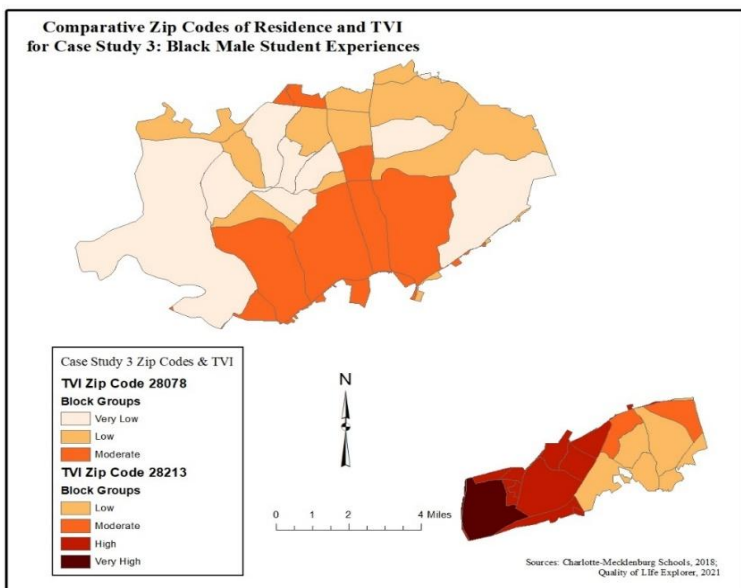 Comparative Zip Codes of Residence and TVI
for Case Study 3: Black Male Student Experiences
Case Study 3 Zip Codes & TVI
TVI Zip Code 28078
Block Groups
Very Low
Low
Moderate
TVI Zip Code 28213
Block Groups
Low
Moderate
High
Very High
N
0 1 2 4 Miles
Sources: Charlotte-Mecklenburg Schools, 2018;
Quality of LIfe Explorer, 2021